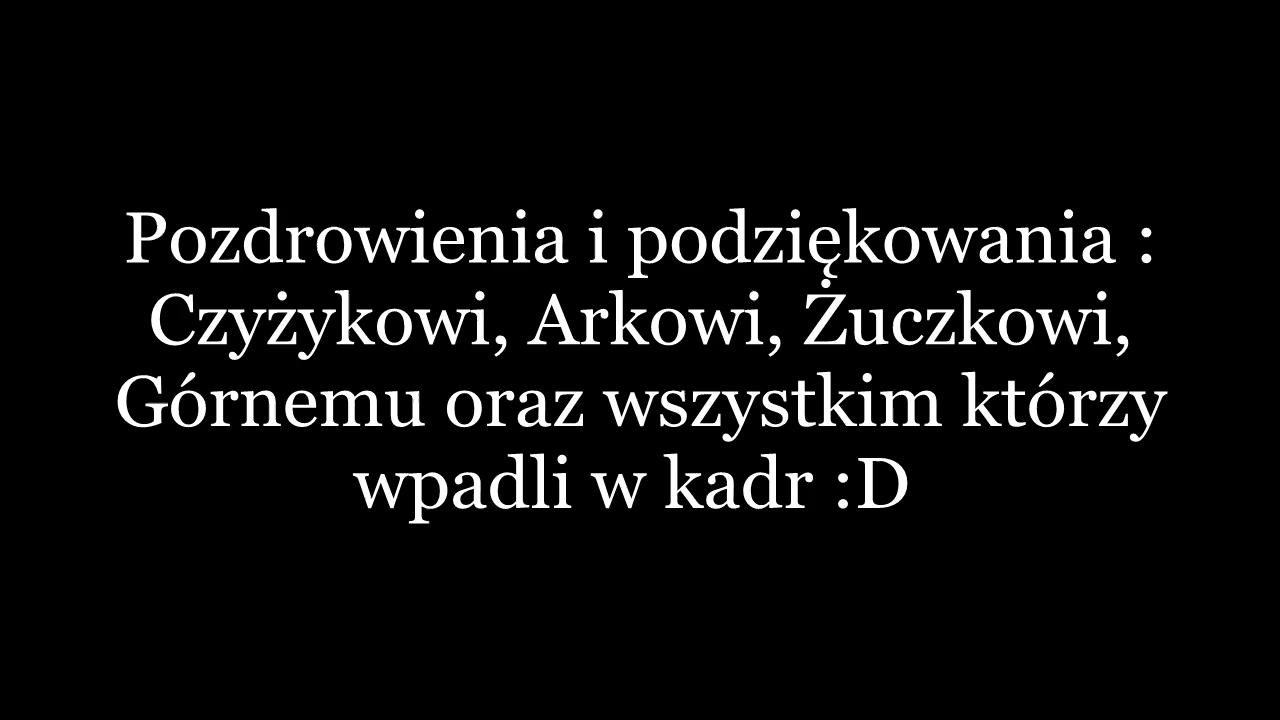 Pozdrowienia i podziękowania :
Czyżykowi, Arkowi, Żuczkowi,
Górnemu oraz wszystkim którzy
wpadli w kadr :D